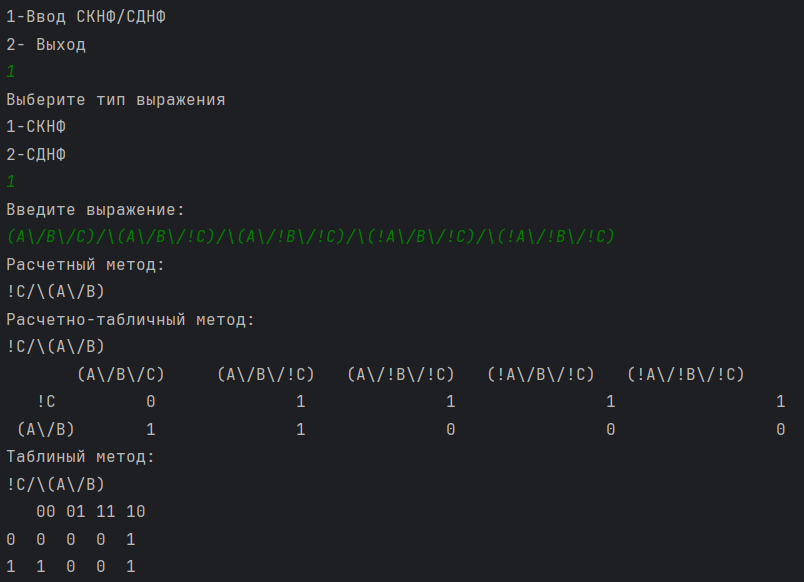 1-Ввод СКНФ/СДНФ
2- Выход
1
Выберите тип выражения
1-СКНФ
2-СДНФ
1
Введите выражение:
(A\/B\/C)/\(A\/B\/!C)/\(A\/!B\/!C)/\(!A\/B\/!C)/\(!A\/!B\/!C)
Расчетный метод:
!C/\(A\/B)
Расчетно-табличный метод:
!C/\(A\/B)
(A\/B\/C) (A\/B\/!C) (A\/!B\/!C) (!A\/B\/!C) (!A\/!B\/!C)
!C 0 1 1 1 1
(A\/B) 1 1 0 0 0
Таблиный метод:
!C/\(A\/B)
00 01 11 10
0 0 0 0 1
1 1 0 0 1